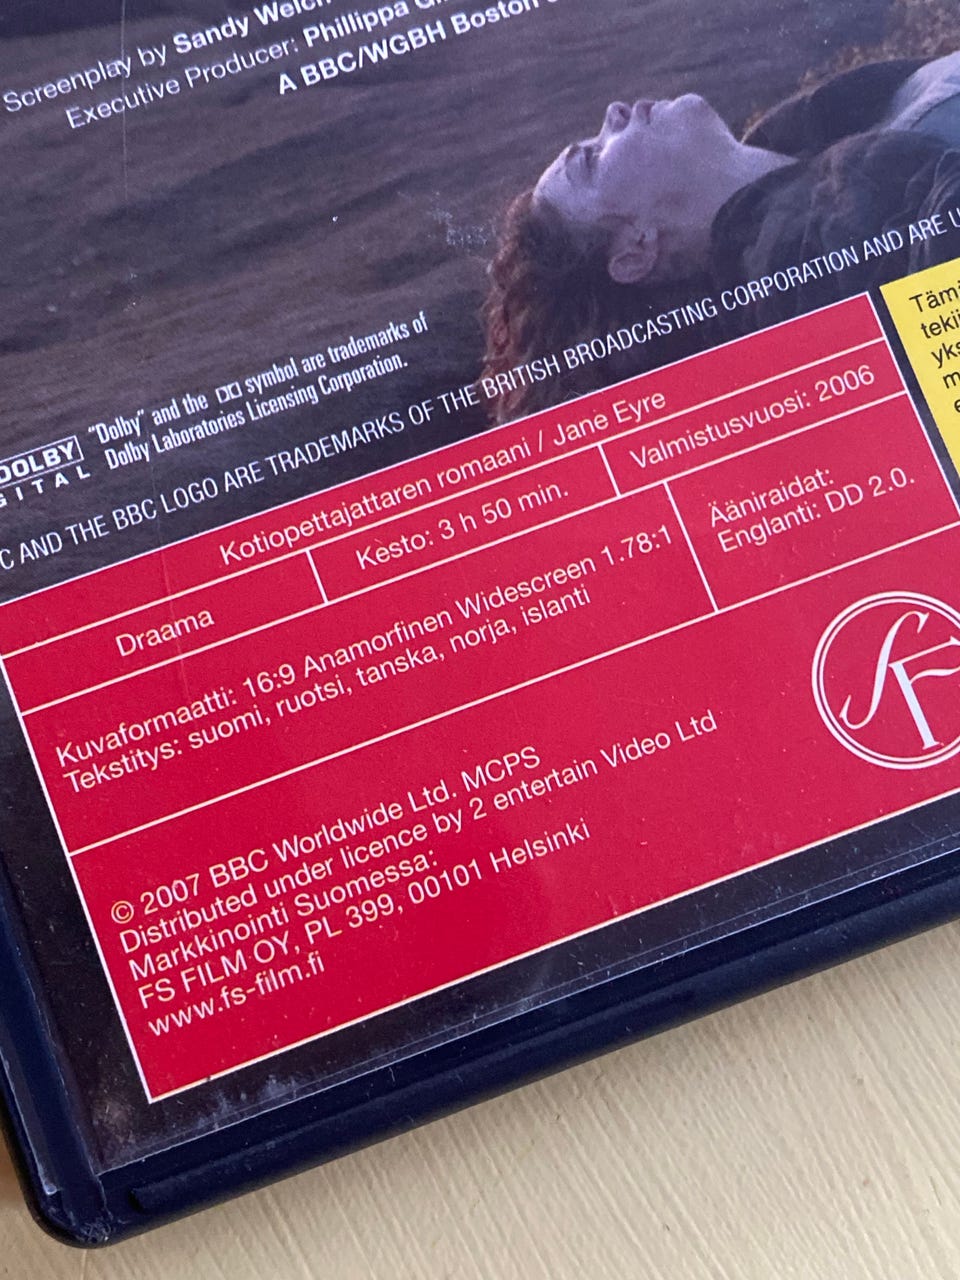 Screenplay by Sandy
Executive Producer: Phillippa
A BBC/WGBH Boston
DOLBY
DIGITAL
"Dolby" and the symbol are trademarks of
Dolby Laboratories Licensing Corporation.
AND THE BBC LOGO ARE TRADEMARKS OF THE BRITISH BROADCASTING CORPORATION AND ARE
Kotiopettajattaren romaani / Jane Eyre
Draama
Kesto: 3 h 50 min.
Valmistusvuosi: 2006
Kuvaformaatti: 16:9 Anamorfinen Widescreen 1.78:1
Tekstitys: suomi, ruotsi, tanska, norja, islanti
Ääniraidat:
Englanti: DD 2.0.
© 2007 BBC Worldwide Ltd. MCPS
Distributed under licence by 2 entertain Video Ltd
Markkinointi Suomessa:
FS FILM OY, PL 399, 00101 Helsinki
www.fs-film.fi
SF